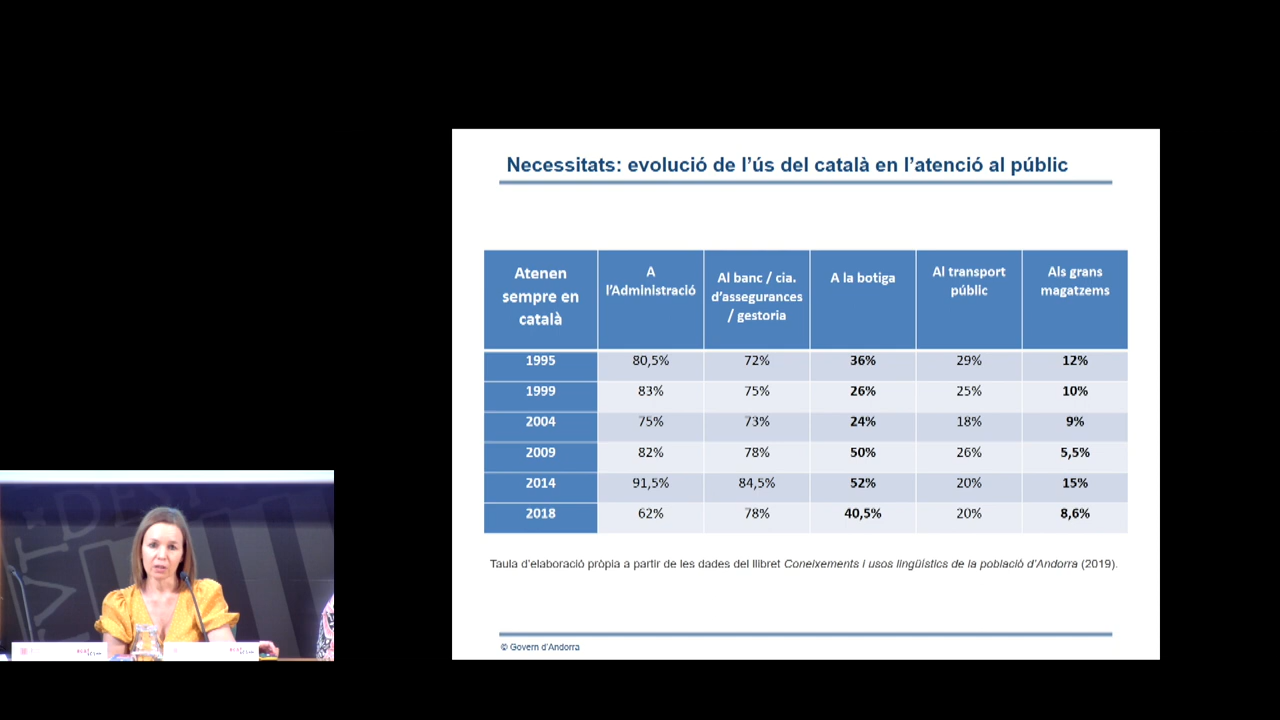 Necessitats: evolució de l'ús del català en l'atenció al públic
Atenen sempre en català
A l'Administració
Al banc / cia. d'assegurances / gestoria
A la botiga
Al transport públic
Als grans magatzems
1995 80,5% 72% 36% 29% 12%
1999 83% 75% 26% 25% 10%
2004 75% 73% 24% 18% 9%
2009 82% 78% 50% 26% 5,5%
2014 91,5% 84,5% 52% 20% 15%
2018 62% 78% 40,5% 20% 8,6%
Taula d'elaboració pròpia a partir de les dades del llibret Coneixements i usos lingüístics de la població d'Andorra (2019).
© Govern d'Andorra